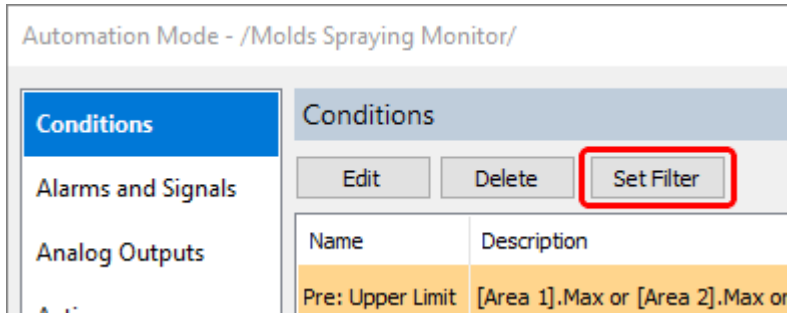 Automation Mode - /Molds Spraying Monitor/
Conditions
Alarms and Signals
Analog Outputs
Conditions
Edit Delete Set Filter
Name Description
Pre: Upper Limit [Area 1].Max or [Area 2].Max or